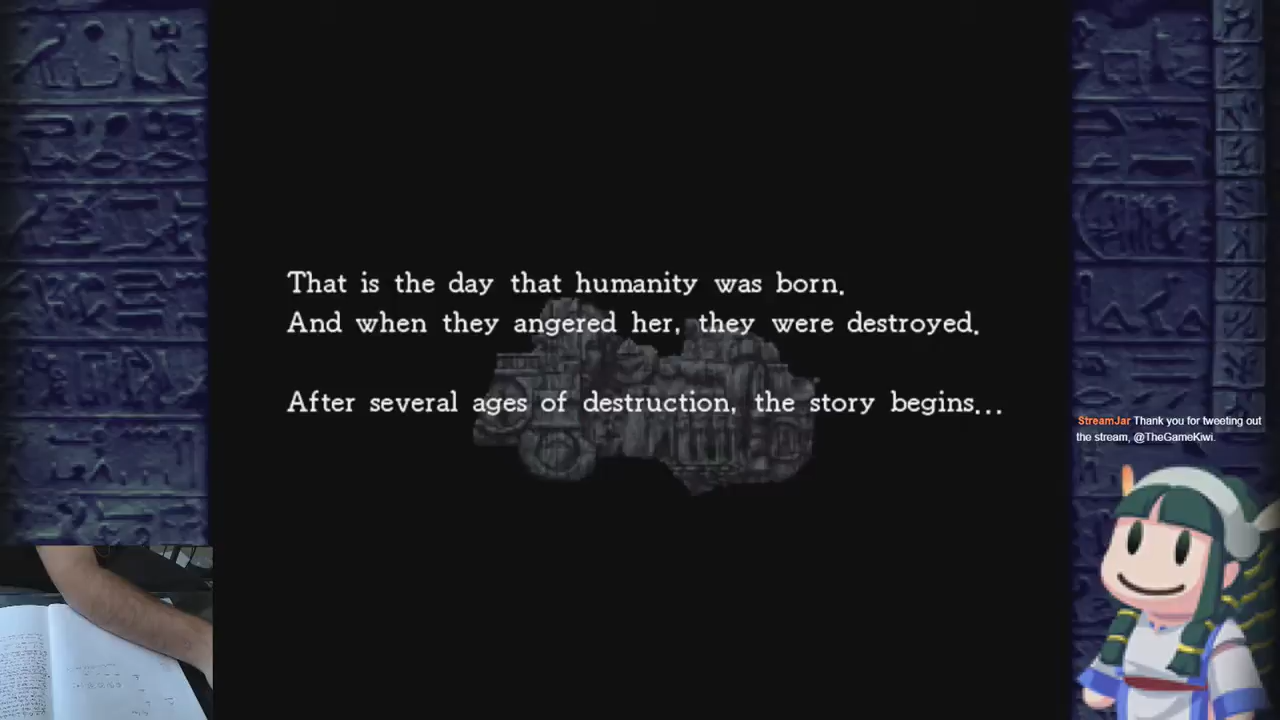 That is the day that humanity was born.
And when they angered her, they were destroyed.
After several ages of destruction, the story begins...
StreamJar Thank you for tweeting out
the stream, @TheGameKiwi.